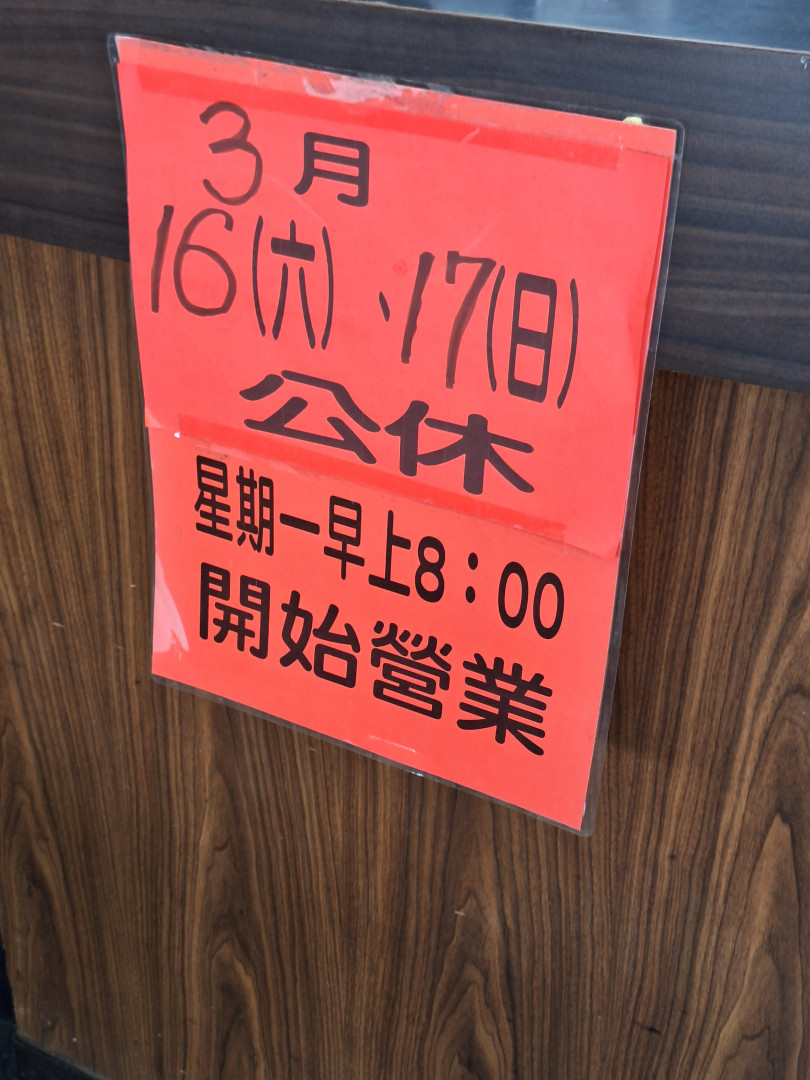 3月
16(六)、17(日)
公休
星期一早上8:00
開始營業